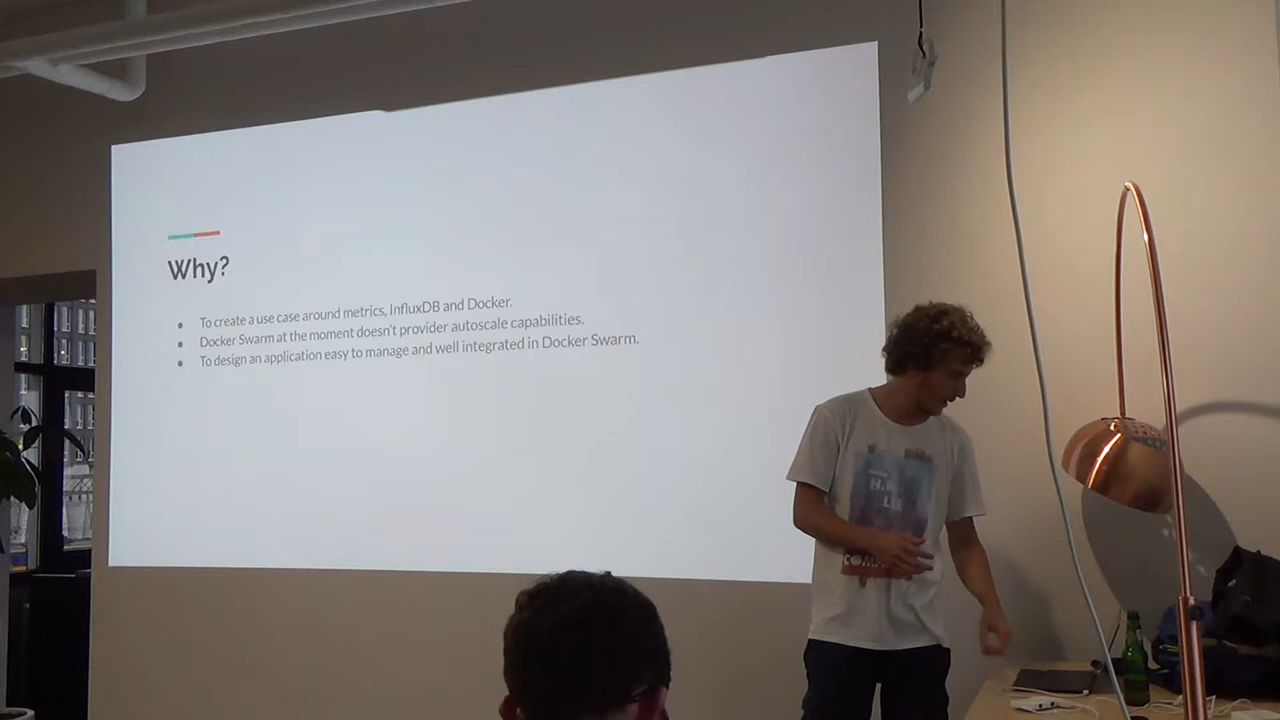 Why?
● To create a use case around metrics, InfluxDB and Docker.
● Docker Swarm at the moment doesn't provider autoscale capabilities.
● To design an application easy to manage and well integrated in Docker Swarm.